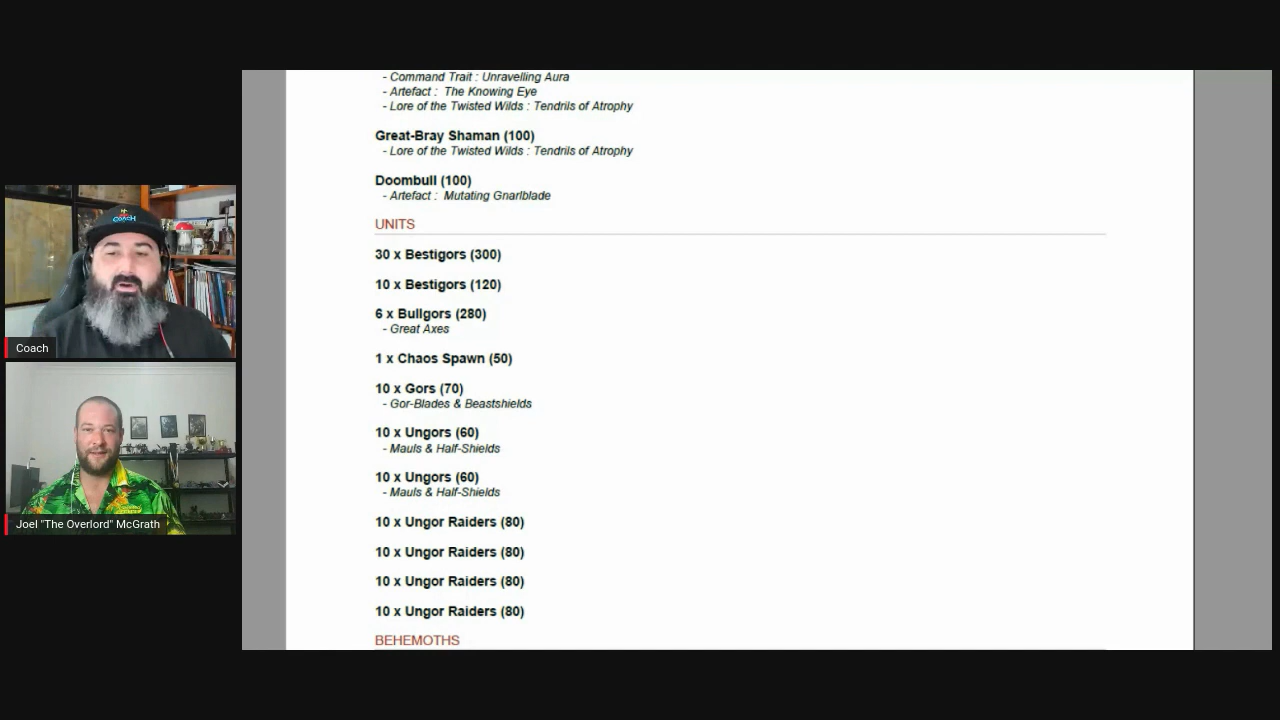 - Command Trait : Unravelling Aura
- Artefact : The Knowing Eye
- Lore of the Twisted Wilds : Tendrils of Atrophy
Great-Bray Shaman (100)
- Lore of the Twisted Wilds : Tendrils of Atrophy
Doombull (100)
- Artefact : Mutating Gnarlblade
UNITS
30 x Bestigors (300)
10 x Bestigors (120)
6 x Bullgors (280)
- Great Axes
1 x Chaos Spawn (50)
10 x Gors (70)
- Gor-Blades & Beastshields
10 x Ungors (60)
- Mauls & Half-Shields
10 x Ungors (60)
- Mauls & Half-Shields
10 x Ungor Raiders (80)
10 x Ungor Raiders (80)
10 x Ungor Raiders (80)
10 x Ungor Raiders (80)
BEHEMOTHS
COACH
Coach
Joel "The Overlord" McGrath